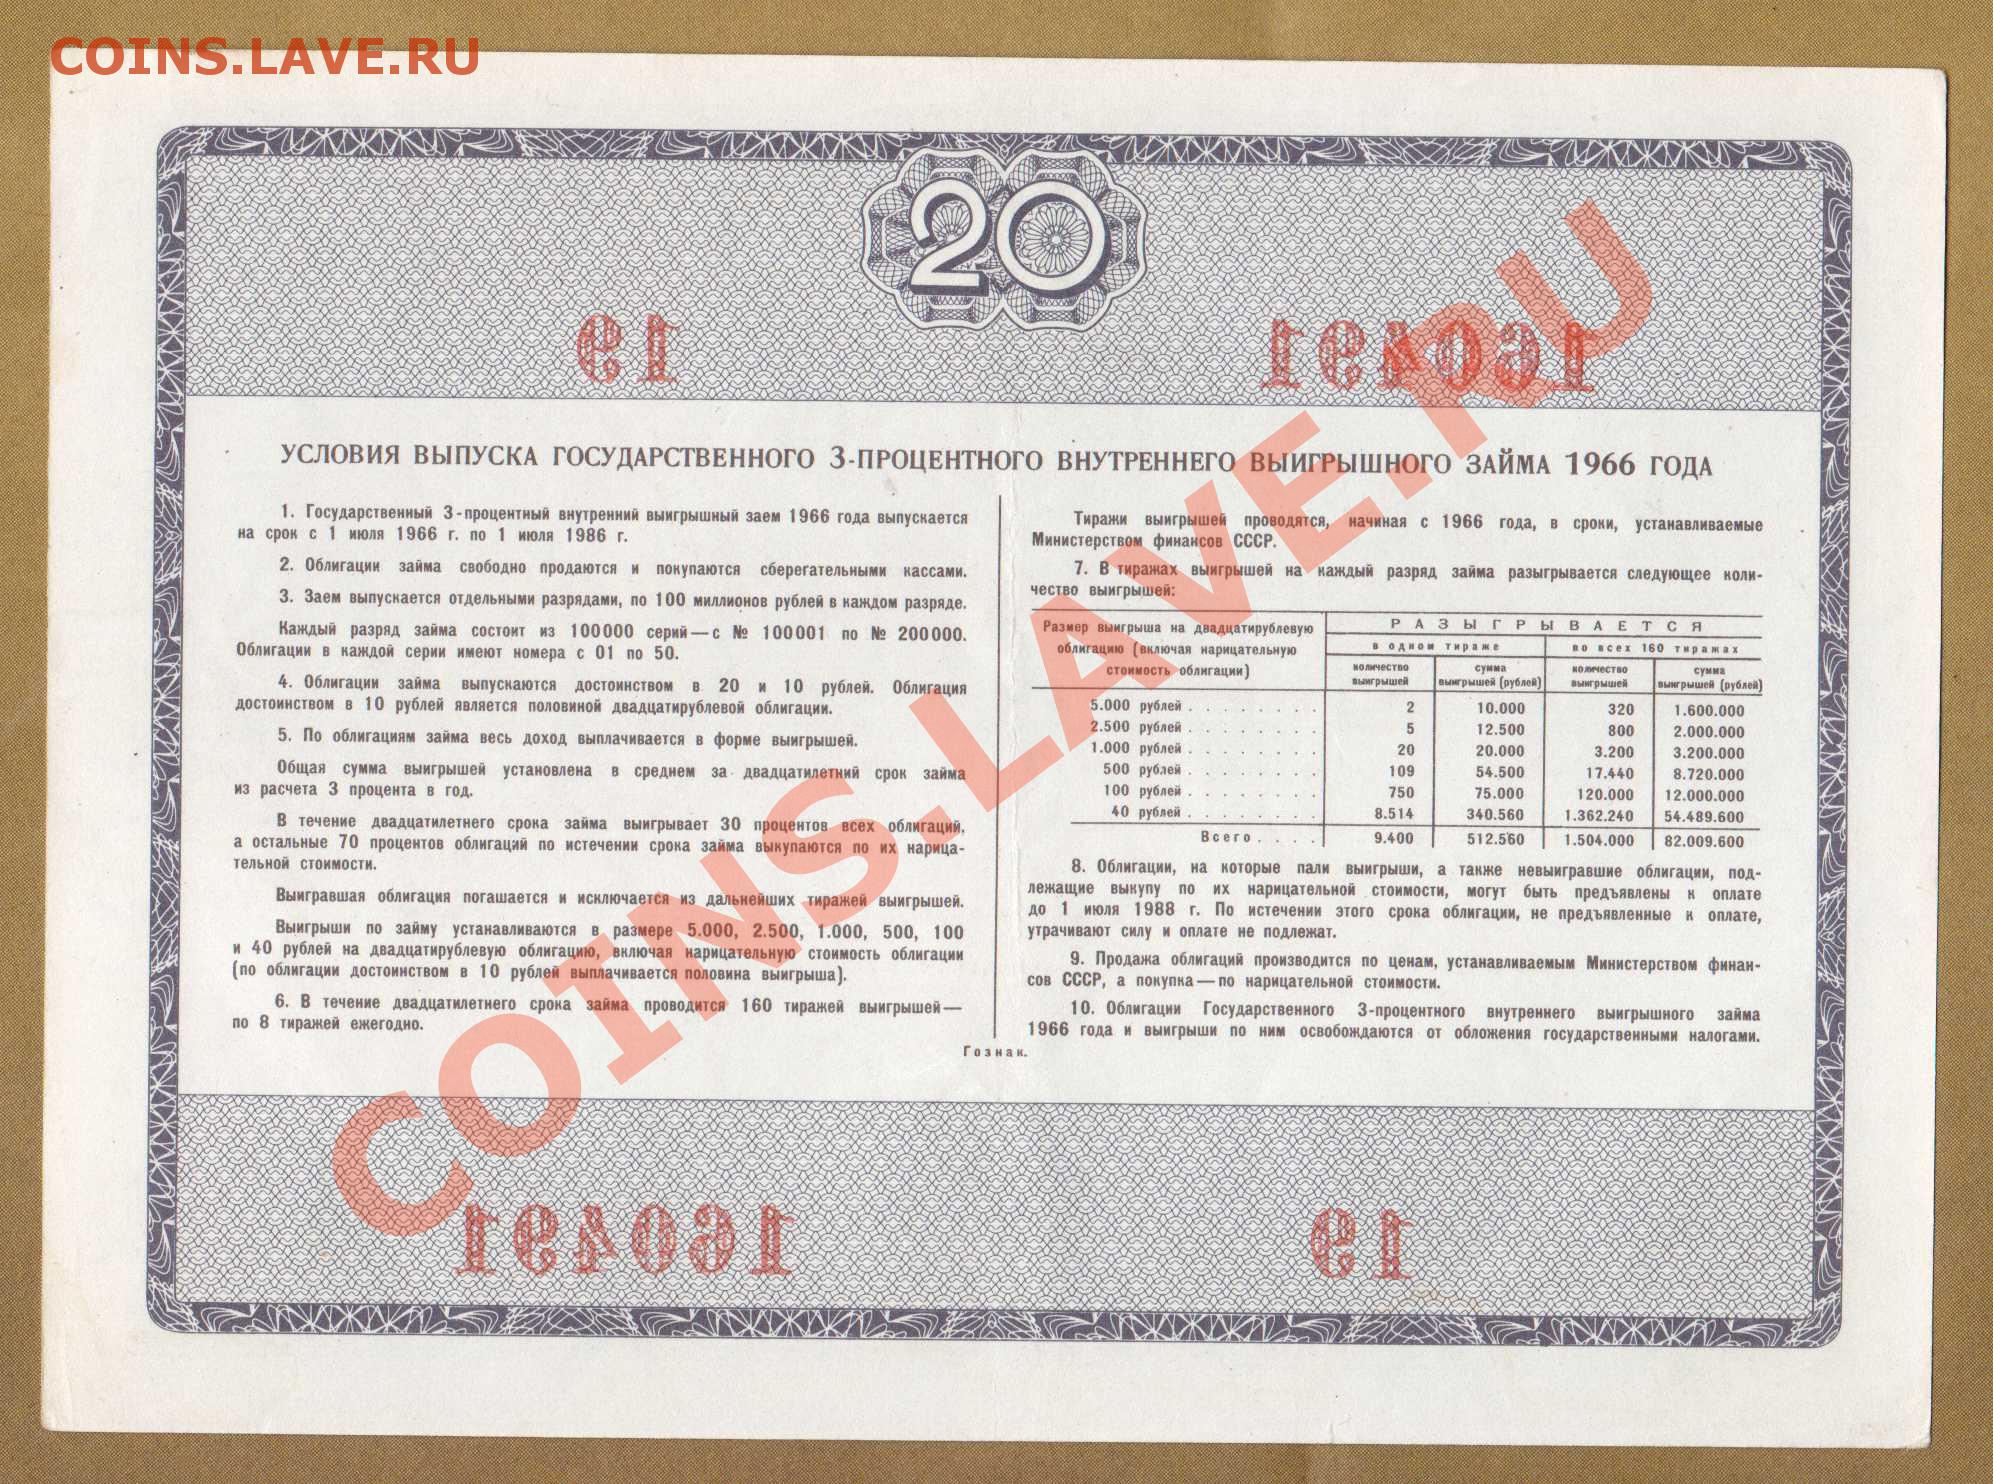 COINS.LAVE.RU
20
19
160491
УСЛОВИЯ ВЫПУСКА ГОСУДАРСТВЕННОГО 3-ПРОЦЕНТНОГО ВНУТРЕННЕГО ВЫИГРЫШНОГО ЗАЙМА 1966 ГОДА
1. Государственный 3-процентный внутренний выигрышный заем 1966 года выпускается
на срок с 1 июля 1966 г. по 1 июля 1986 г.
2. Облигации займа свободно продаются и покупаются сберегательными кассами.
3. Заем выпускается отдельными разрядами, по 100 миллионов рублей в каждом разряде.
Каждый разряд займа состоит из 100000 серий — с № 100001 по № 200000.
Облигации в каждой серии имеют номера с 01 по 50.
4. Облигации займа выпускаются достоинством в 20 и 10 рублей. Облигация
достоинством в 10 рублей является половиной двадцатирублевой облигации.
5. По облигациям займа весь доход выплачивается в форме выигрышей.
Общая сумма выигрышей установлена в среднем за двадцатилетний срок займа
из расчета 3 процента в год.
В течение двадцатилетнего срока займа выигрывает 30 процентов всех облигаций,
а остальные 70 процентов облигаций по истечении срока займа выкупаются по их нарица-
тельной стоимости.
Выигравшая облигация погашается и исключается из дальнейших тиражей выигрышей.
Выигрыши по займу устанавливаются в размере 5.000, 2.500, 1.000, 500, 100
и 40 рублей на двадцатирублевую облигацию, включая нарицательную стоимость облигации
(по облигации достоинством в 10 рублей выплачивается половина выигрыша).
6. В течение двадцатилетнего срока займа проводится 160 тиражей выигрышей —
по 8 тиражей ежегодно.
Тиражи выигрышей проводятся, начиная с 1966 года, в сроки, устанавливаемые
Министерством финансов СССР.
7. В тиражах выигрышей на каждый разряд займа разыгрывается следующее коли-
чество выигрышей:
Размер выигрыша на двадцатирублевую
облигацию (включая нарицательную
стоимость облигации)
РАЗЫГРЫВАЕТСЯ
в одном тираже
во всех 160 тиражах
количество выигрышей
сумма выигрышей (рублей)
количество выигрышей
сумма выигрышей (рублей)
5.000 рублей . . . . . . . . 2 10.000 320 1.600.000
2.500 рублей . . . . . . . . 5 12.500 800 2.000.000
1.000 рублей . . . . . . . . 20 20.000 3.200 3.200.000
500 рублей . . . . . . . . 109 54.500 17.440 8.720.000
100 рублей . . . . . . . . 750 75.000 120.000 12.000.000
40 рублей . . . . . . . . 8.514 340.560 1.362.240 54.489.600
Всего . . . . 9.400 512.560 1.504.000 82.009.600
8. Облигации, на которые пали выигрыши, а также невыигравшие облигации, под-
лежащие выкупу по их нарицательной стоимости, могут быть предъявлены к оплате
до 1 июля 1988 г. По истечении этого срока облигации, не предъявленные к оплате,
утрачивают силу и оплате не подлежат.
9. Продажа облигаций производится по ценам, устанавливаемым Министерством финан-
сов СССР, а покупка — по нарицательной стоимости.
10. Облигации Государственного 3-процентного внутреннего выигрышного займа
1966 года и выигрыши по ним освобождаются от обложения государственными налогами.
Гознак.
160491
19
COINS.LAVE.RU